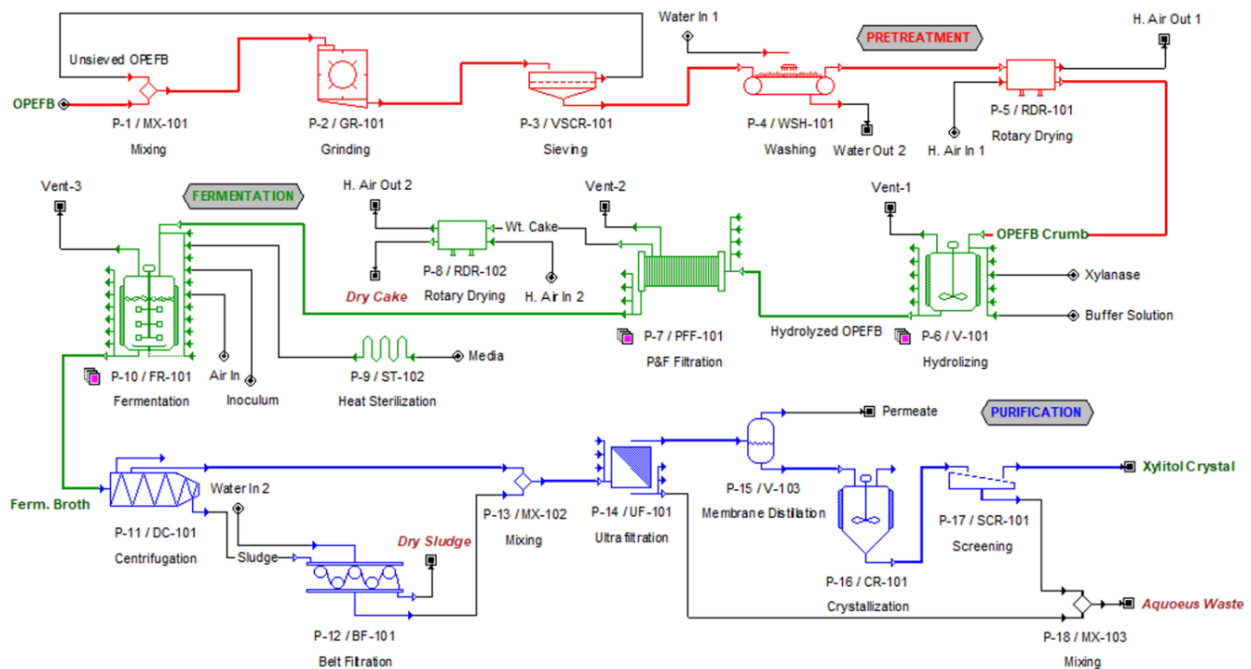 Water In 1
H. Air Out 1
PRETREATMENT
Unsieved OPEFB
OPEFB
P-1 / MX-101
Mixing
P-2 / GR-101
Grinding
P-3 / VSCR-101
Sieving
P-4 / WSH-101
Washing
Water Out 2
H. Air In 1
P-5 / RDR-101
Rotary Drying
Vent-3
FERMENTATION
H. Air Out 2
Vent-2
Vent-1
Wt. Cake
OPEFB Crumb
P-8 / RDR-102
Rotary Drying
Dry Cake
H. Air In 2
Xylanase
Buffer Solution
P-7 / PFF-101
P&F Filtration
Hydrolyzed OPEFB
P-6 / V-101
Hydrolizing
P-10 / FR-101
Fermentation
Air In
Inoculum
P-9 / ST-102
Heat Sterilization
Media
Permeate
PURIFICATION
Xylitol Crystal
Ferm. Broth
Water In 2
P-11 / DC-101
Centrifugation
Sludge
Dry Sludge
P-13 / MX-102
Mixing
P-14 / UF-101
Ultrafiltration
P-15 / V-103
Membrane Distillation
P-17 / SCR-101
Screening
P-16 / CR-101
Crystallization
P-12 / BF-101
Belt Filtration
Aquoeus Waste
P-18 / MX-103
Mixing